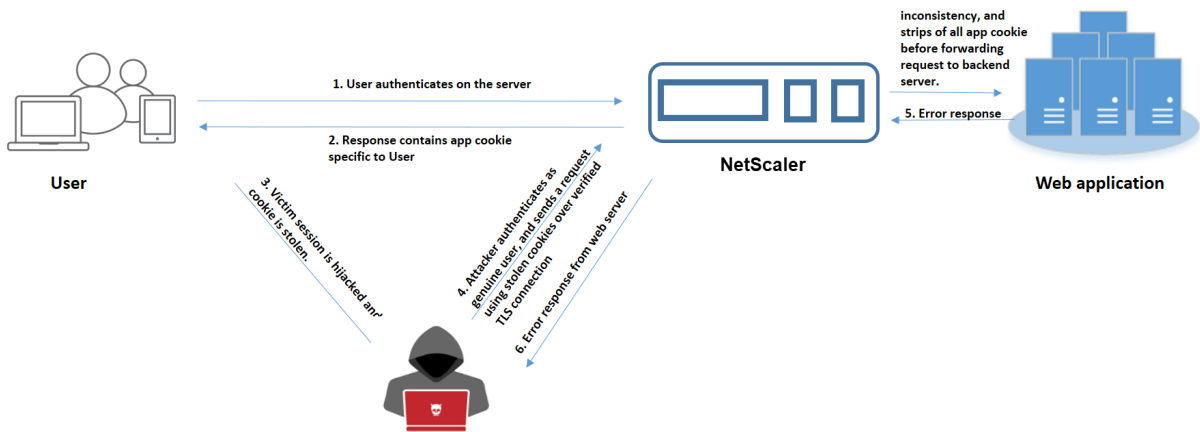 inconsistency, and
strips of all app cookie
before forwarding
request to backend
server.
1. User authenticates on the server
5. Error response
2. Response contains app cookie
specific to User
NetScaler
User
Web application
3. Victim session is hijacked and
cookie is stolen.
4. Attacker authenticates as
genuine user, and sends a request
using stolen cookies over verified
TLS connection
6. Error response from web server